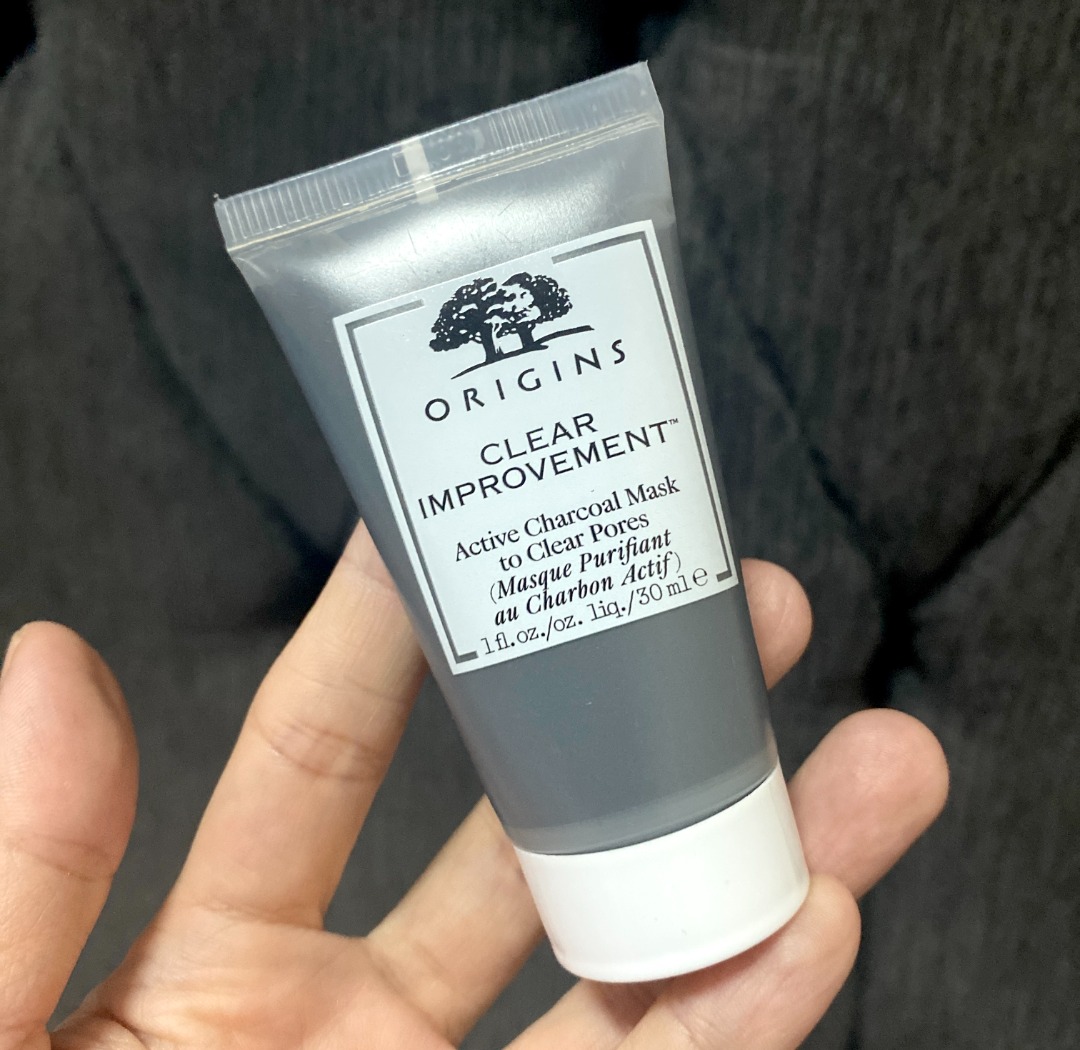 ORIGINS
CLEAR
IMPROVEMENT™
Active Charcoal Mask
to Clear Pores
(Masque Purifiant
au Charbon Actif)
1 fl.oz./oz. liq./30 ml ℮